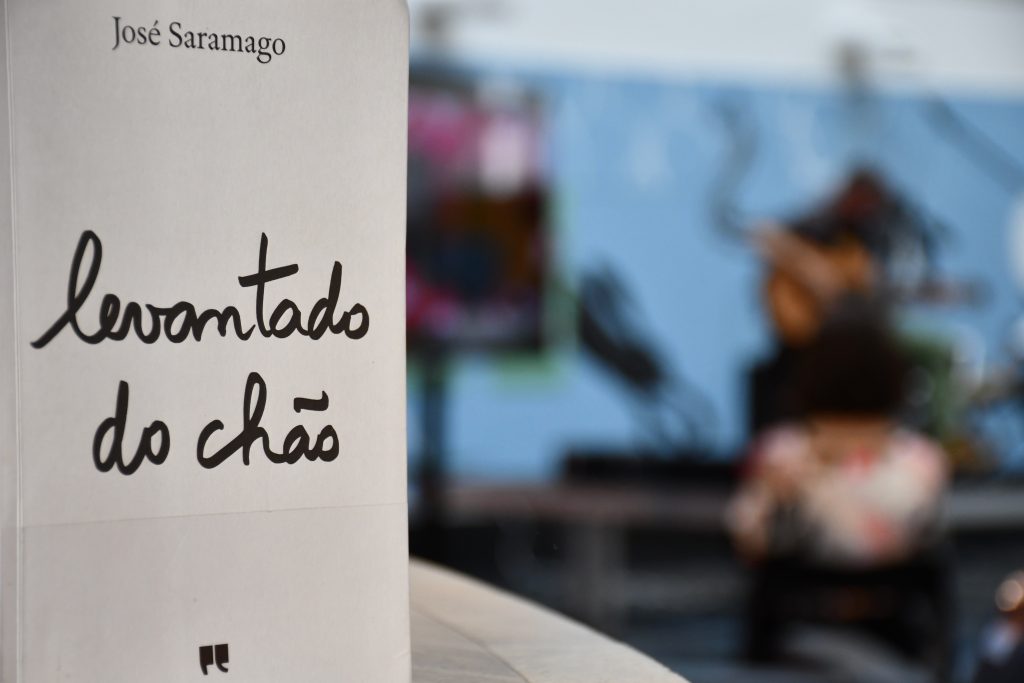 José Saramago
levantado
do chão